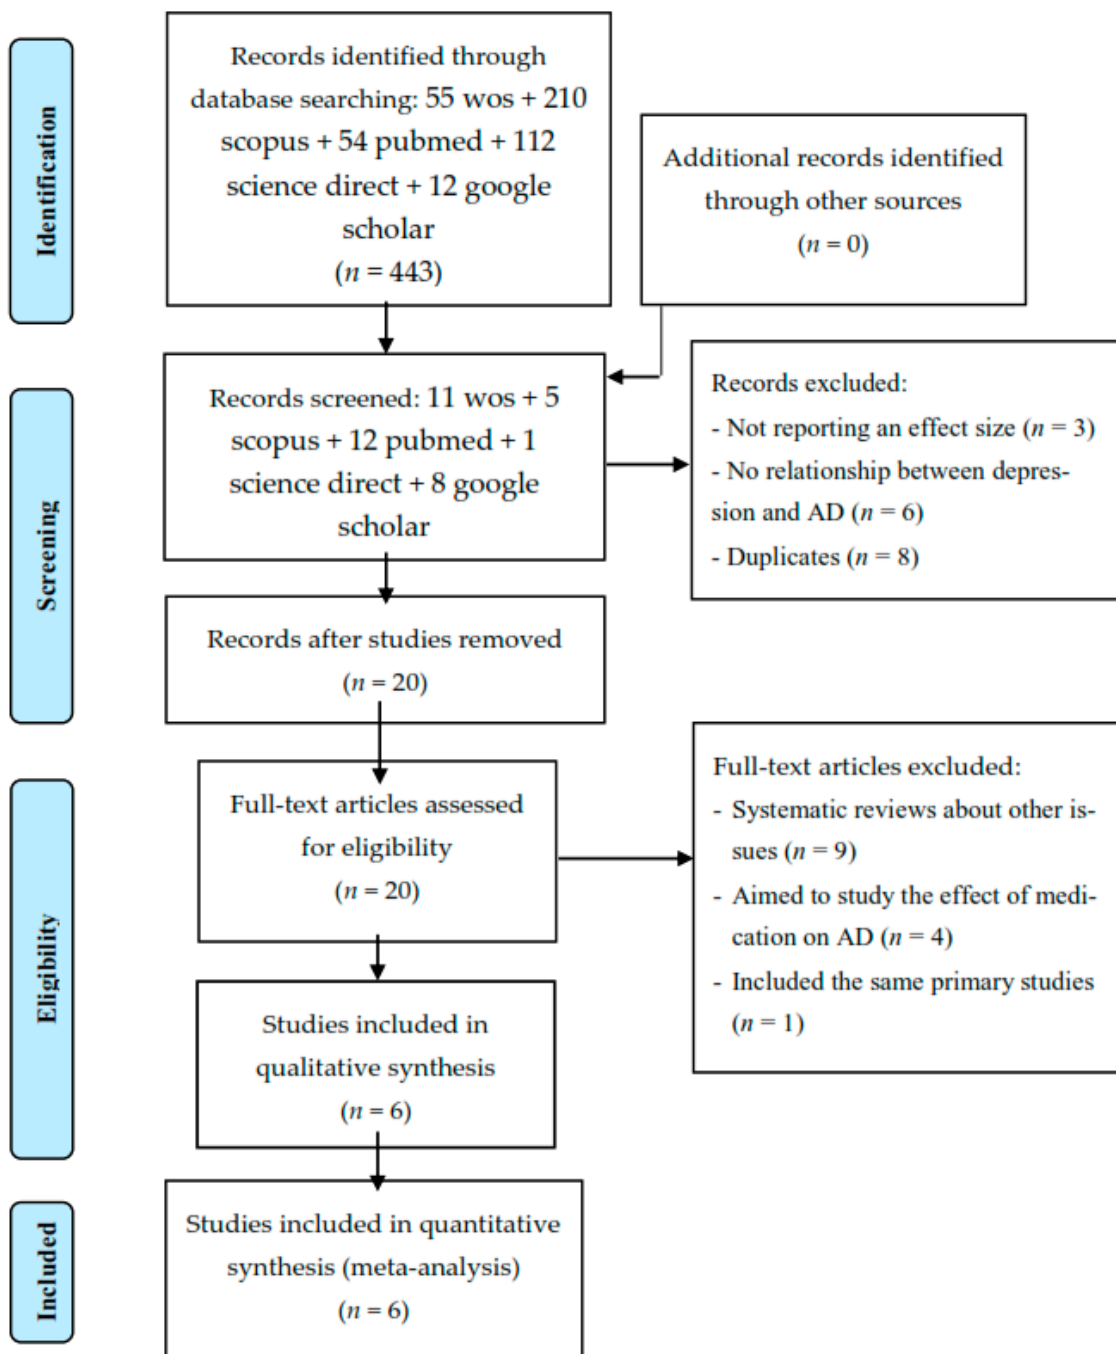 Identification
Records identified through
database searching: 55 wos + 210
scopus + 54 pubmed + 112
science direct + 12 google
scholar
(n = 443)
Additional records identified
through other sources
(n = 0)
Screening
Records screened: 11 wos + 5
scopus + 12 pubmed + 1
science direct + 8 google
scholar
Records excluded:
- Not reporting an effect size (n = 3)
- No relationship between depres-
sion and AD (n = 6)
- Duplicates (n = 8)
Records after studies removed
(n = 20)
Eligibility
Full-text articles assessed
for eligibility
(n = 20)
Full-text articles excluded:
- Systematic reviews about other is-
sues (n = 9)
- Aimed to study the effect of medi-
cation on AD (n = 4)
- Included the same primary studies
(n = 1)
Studies included in
qualitative synthesis
(n = 6)
Included
Studies included in quantitative
synthesis (meta-analysis)
(n = 6)